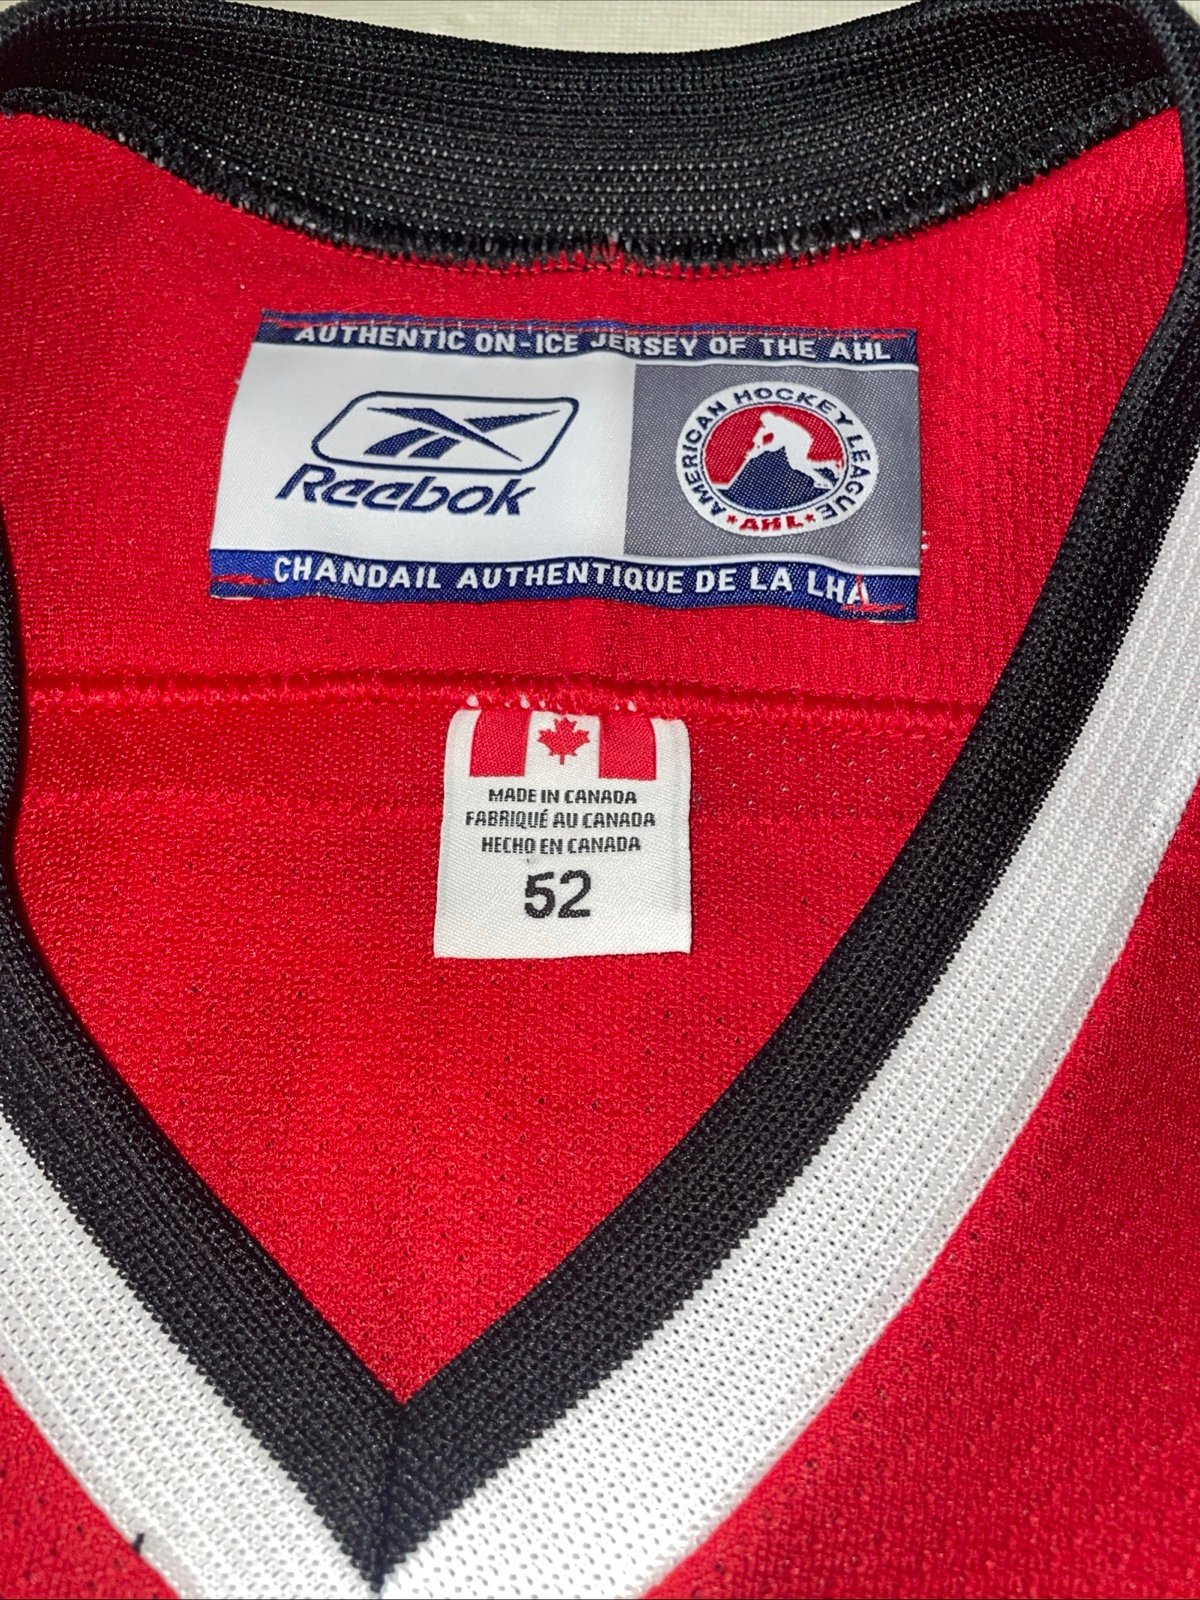 AUTHENTIC ON-ICE JERSEY OF THE AHL
Reebok
AMERICAN HOCKEY LEAGUE
AHL
CHANDAIL AUTHENTIQUE DE LA LHA
MADE IN CANADA
FABRIQUÉ AU CANADA
HECHO EN CANADA
52